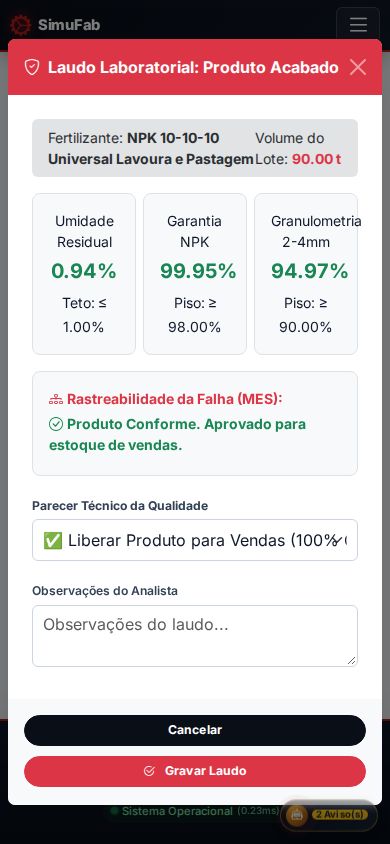 SimuFab
Laudo Laboratorial: Produto Acabado
Fertilizante: NPK 10-10-10
Universal Lavoura e Pastagem
Volume do
Lote: 90.00 t
Umidade
Residual
0.94%
Teto: ≤
1.00%
Garantia
NPK
99.95%
Piso: ≥
98.00%
Granulometria
2-4mm
94.97%
Piso: ≥
90.00%
Rastreabilidade da Falha (MES):
Produto Conforme. Aprovado para
estoque de vendas.
Parecer Técnico da Qualidade
✅ Liberar Produto para Vendas (100%
Observações do Analista
Observações do laudo...
Cancelar
Gravar Laudo
Sistema Operacional (0.23ms)
2 Aviso(s)